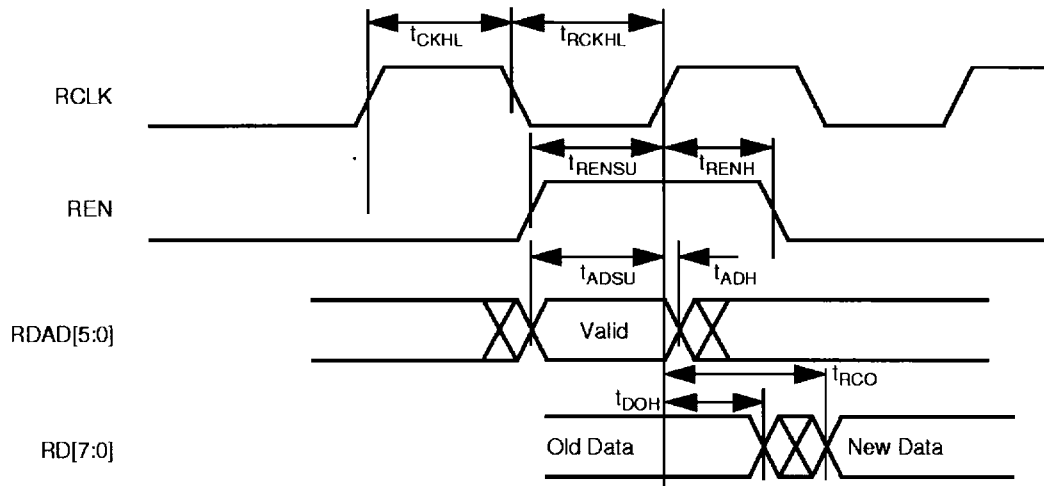 tCKHL tRCKHL
RCLK
tRENSU tRENH
REN
tADSU tADH
RDAD[5:0] Valid
tRCO
tDOH
RD[7:0] Old Data New Data